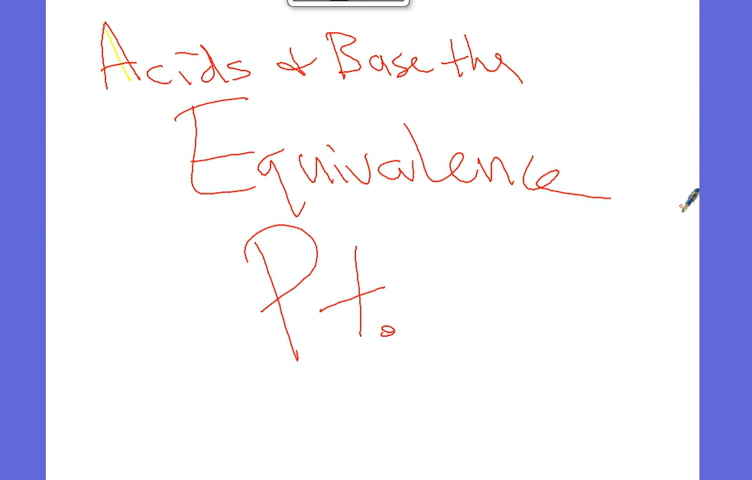 Acids & Base the
Equivalence
Pt.